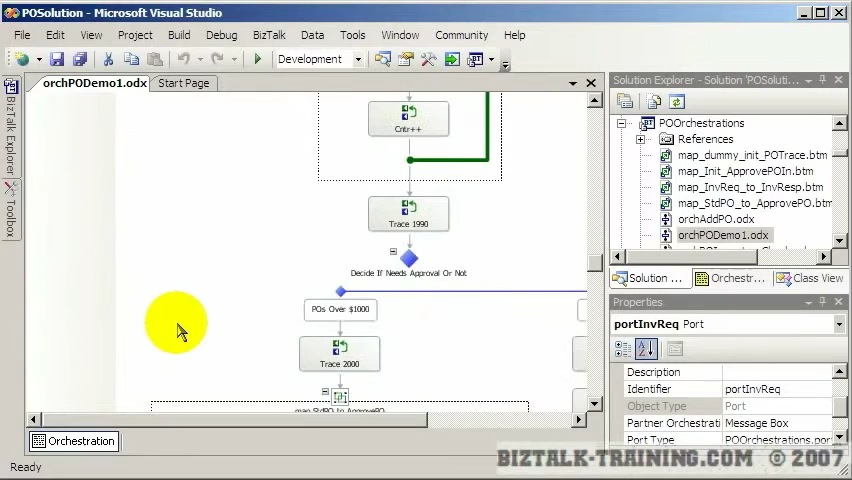 POSolution - Microsoft Visual Studio
File Edit View Project Build Debug BizTalk Data Tools Window Community Help
Development
BizTalk Explorer
Toolbox
orchPODemo1.odx Start Page
Cntr++
Trace 1990
Decide If Needs Approval Or Not
POs Over $1000
Trace 2000
map StdPO to ApprovePO
Orchestration
Solution Explorer - Solution 'POSoluti...
POOrchestrations
References
map_dummy_init_POTrace.btm
map_Init_ApprovePOIn.btm
map_InvReq_to_InvResp.btm
map_StdPO_to_ApprovePO.btm
orchAddPO.odx
orchPODemo1.odx
Solution ... Orchestr... Class View
Properties
portInvReq Port
Description
Identifier portInvReq
Object Type Port
Partner Orchestrati Message Box
Port Type POOrchestrations.por
Ready
BIZTALK-TRAINING.COM © 2007